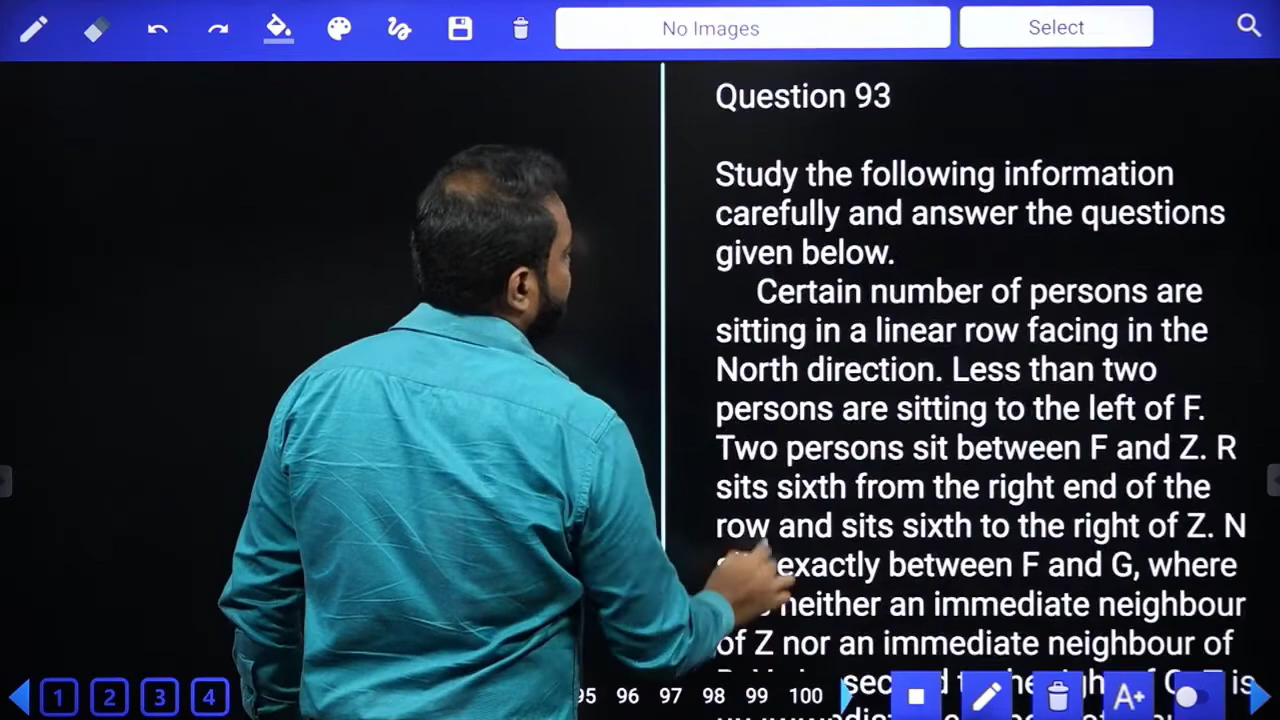 No Images
Select
Question 93
Study the following information
carefully and answer the questions
given below.
Certain number of persons are
sitting in a linear row facing in the
North direction. Less than two
persons are sitting to the left of F.
Two persons sit between F and Z. R
sits sixth from the right end of the
row and sits sixth to the right of Z. N
exactly between F and G, where
neither an immediate neighbour
of Z nor an immediate neighbour of
1 2 3 4 95 96 97 98 99 100 A+